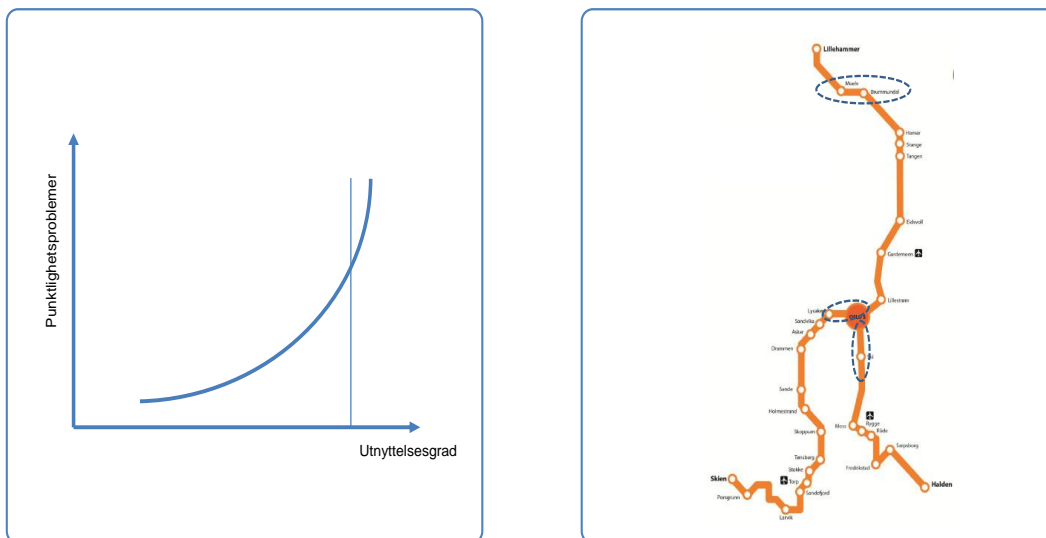 Punktlighetsproblemer
Utnyttelsesgrad
Lillehammer
Moelv
Brumunddal
Hamar
Stange
Tangen
Eidsvoll
Gardermoen
Lillestrøm
Lysaker
Sandvika
Asker
Drammen
Ski
Sande
Holmestrand
Moss
Rygge
Råde
Skoppum
Sarpsborg
Tønsberg
Fredrikstad
Stokke
Skien
Torp
Halden
Porsgrunn
Sandefjord
Larvik